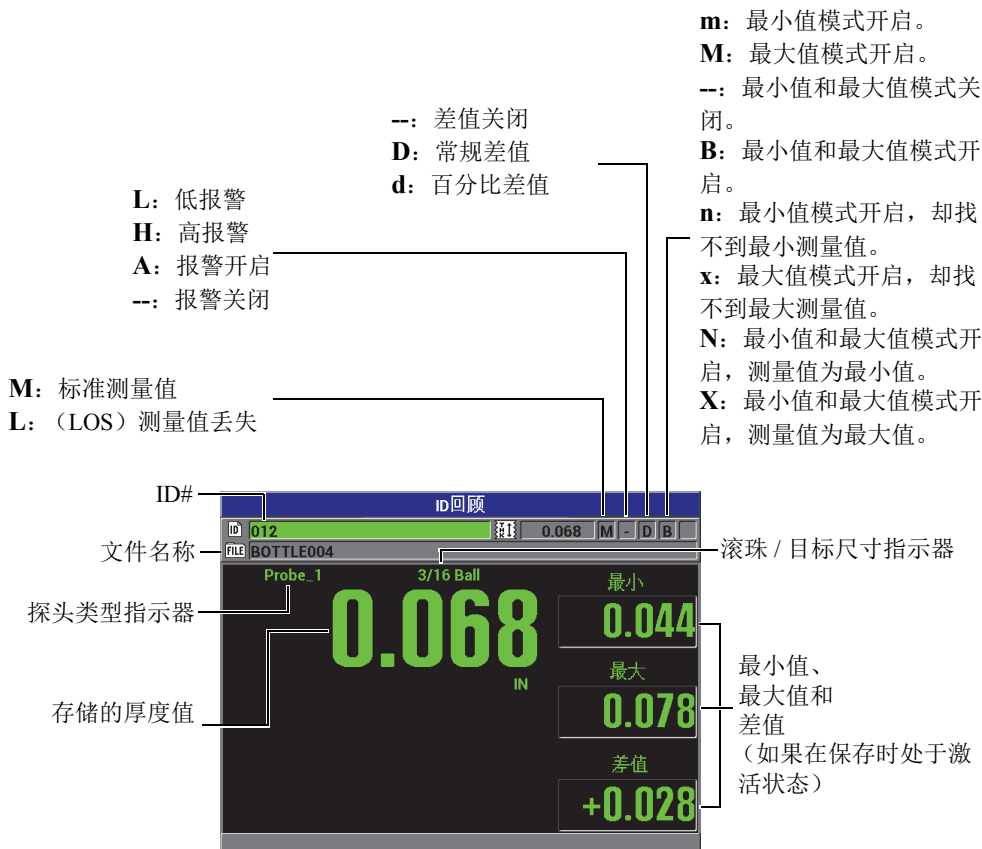 m：最小值模式开启。
M：最大值模式开启。
--：最小值和最大值模式关
闭。
B：最小值和最大值模式开
启。
n：最小值模式开启，却找
不到最小测量值。
x：最大值模式开启，却找
不到最大测量值。
N：最小值和最大值模式开
启，测量值为最小值。
X：最小值和最大值模式开
启，测量值为最大值。
--：差值关闭
D：常规差值
d：百分比差值
L：低报警
H：高报警
A：报警开启
--：报警关闭
M：标准测量值
L：（LOS）测量值丢失
ID#
文件名称
探头类型指示器
存储的厚度值
ID回顾
ID 012 0.068 M - D B
FILE BOTTLE004
Probe_1 3/16 Ball
0.068
IN
最小
0.044
最大
0.078
差值
+0.028
滚珠 / 目标尺寸指示器
最小值、
最大值和
差值
（如果在保存时处于激
活状态）